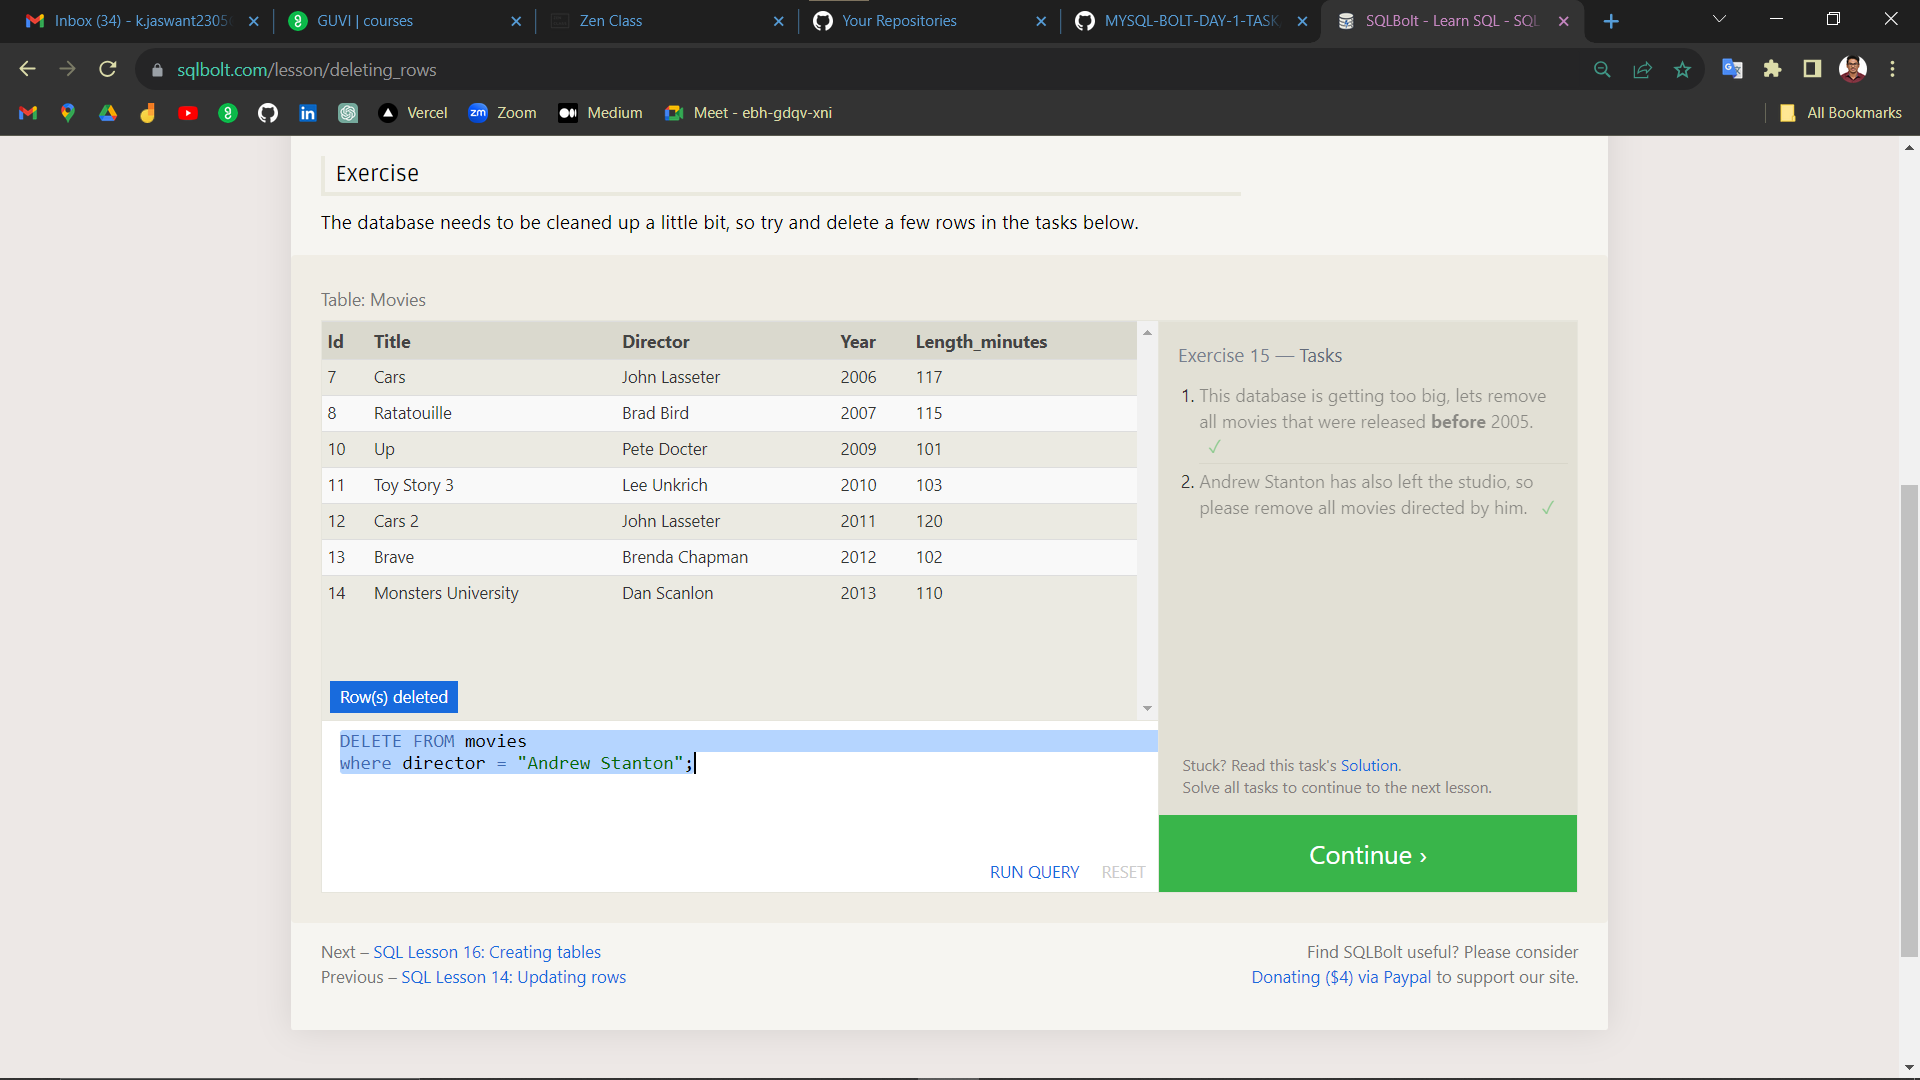 Inbox (34) - k.jaswant2305
GUVI | courses
Zen Class
Your Repositories
MYSQL-BOLT-DAY-1-TASK
SQLBolt - Learn SQL - SQL
sqlbolt.com/lesson/deleting_rows
Vercel
zm Zoom
Medium
Meet - ebh-gdqv-xni
All Bookmarks
Exercise
The database needs to be cleaned up a little bit, so try and delete a few rows in the tasks below.
Table: Movies
Id Title Director Year Length_minutes
7 Cars John Lasseter 2006 117
8 Ratatouille Brad Bird 2007 115
10 Up Pete Docter 2009 101
11 Toy Story 3 Lee Unkrich 2010 103
12 Cars 2 John Lasseter 2011 120
13 Brave Brenda Chapman 2012 102
14 Monsters University Dan Scanlon 2013 110
Row(s) deleted
DELETE FROM movies
where director = "Andrew Stanton";
RUN QUERY RESET
Exercise 15 — Tasks
1. This database is getting too big, lets remove
all movies that were released before 2005.
✓
2. Andrew Stanton has also left the studio, so
please remove all movies directed by him. ✓
Stuck? Read this task's Solution.
Solve all tasks to continue to the next lesson.
Continue ›
Next – SQL Lesson 16: Creating tables
Previous – SQL Lesson 14: Updating rows
Find SQLBolt useful? Please consider
Donating ($4) via Paypal to support our site.